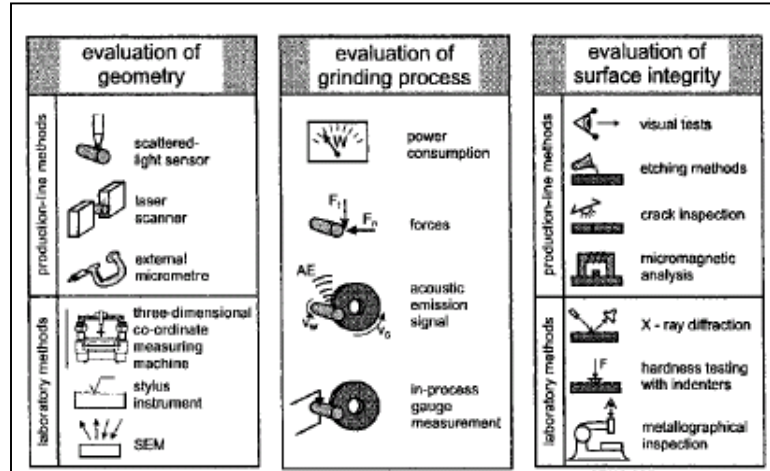 evaluation of
geometry
production-line methods
scattered-
light sensor
laser
scanner
external
micrometre
laboratory methods
three-dimensional
co-ordinate
measuring
machine
stylus
instrument
SEM
evaluation of
grinding process
W
power
consumption
Ft
Fn
forces
AE
vw
vs
acoustic
emission
signal
in-process
gauge
measurement
evaluation of
surface integrity
production-line methods
visual tests
etching methods
crack inspection
micromagnetic
analysis
laboratory methods
X - ray diffraction
F
hardness testing
with indenters
metallographical
inspection